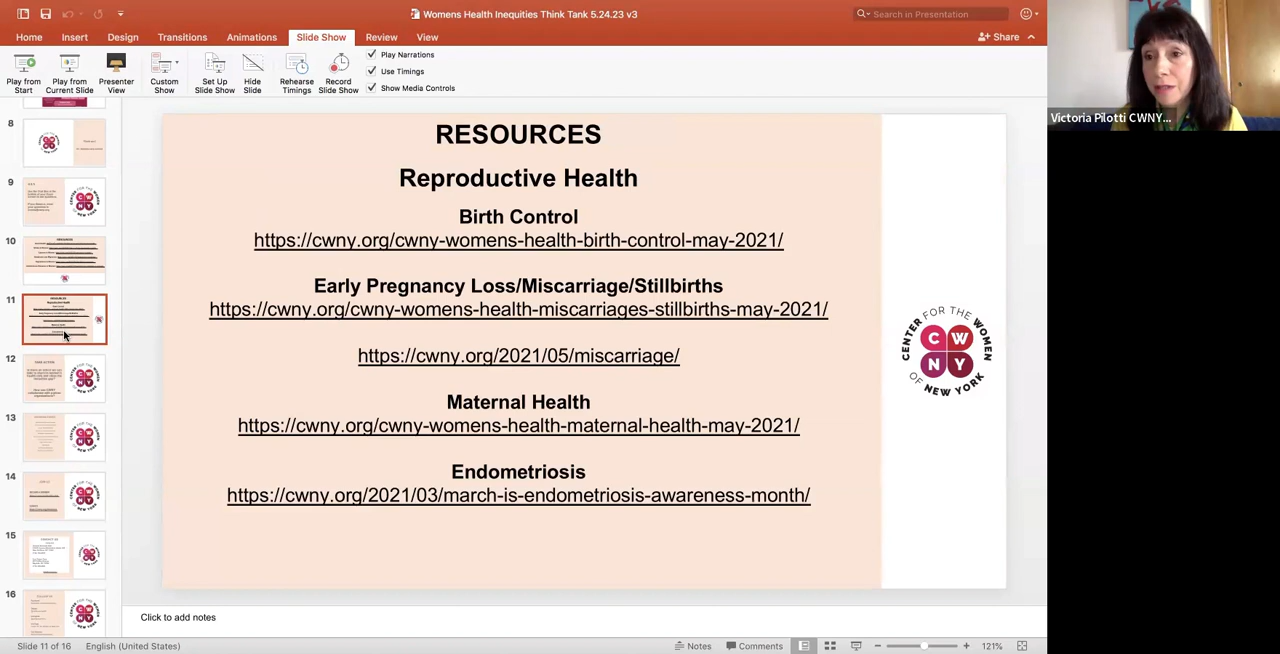 Womens Health Inequities Think Tank 5.24.23 v3
Search in Presentation
Home Insert Design Transitions Animations Slide Show Review View
Share
Play from Start
Play from Current Slide
Presenter View
Custom Show
Set Up Slide Show
Hide Slide
Rehearse Timings
Record Slide Show
Play Narrations
Use Timings
Show Media Controls
Victoria Pilotti CWNY...
8
9
10
11
12
13
14
15
16
RESOURCES
Reproductive Health
Birth Control
https://cwny.org/cwny-womens-health-birth-control-may-2021/
Early Pregnancy Loss/Miscarriage/Stillbirths
https://cwny.org/cwny-womens-health-miscarriages-stillbirths-may-2021/
https://cwny.org/2021/05/miscarriage/
Maternal Health
https://cwny.org/cwny-womens-health-maternal-health-may-2021/
Endometriosis
https://cwny.org/2021/03/march-is-endometriosis-awareness-month/
CENTER FOR THE WOMEN OF NEW YORK
C W
N Y
Click to add notes
Slide 11 of 16 English (United States) Notes Comments 121%